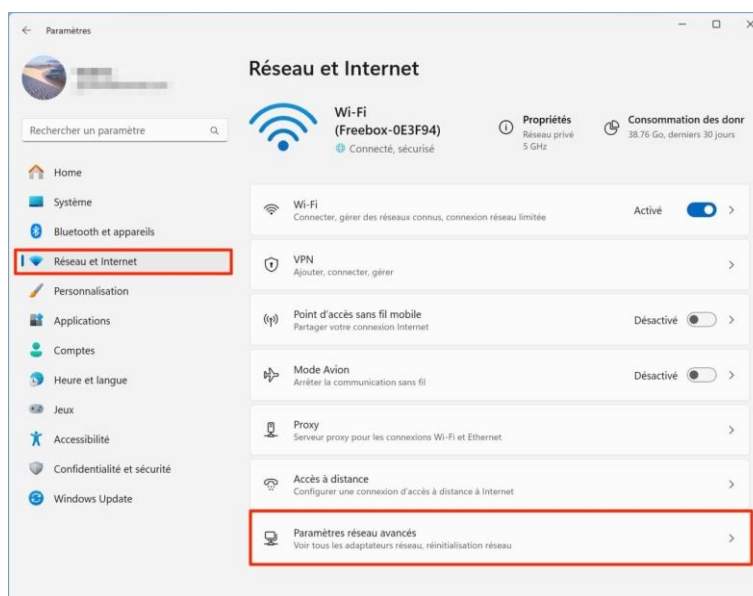 Paramètres
Rechercher un paramètre
Home
Système
Bluetooth et appareils
Réseau et Internet
Personnalisation
Applications
Comptes
Heure et langue
Jeux
Accessibilité
Confidentialité et sécurité
Windows Update
Réseau et Internet
Wi-Fi
(Freebox-0E3F94)
Connecté, sécurisé
Propriétés
Réseau privé
5 GHz
Consommation des donr
38.76 Go, derniers 30 jours
Wi-Fi
Connecter, gérer des réseaux connus, connexion réseau limitée
Activé
VPN
Ajouter, connecter, gérer
Point d'accès sans fil mobile
Partager votre connexion Internet
Désactivé
Mode Avion
Arrêter la communication sans fil
Désactivé
Proxy
Serveur proxy pour les connexions Wi-Fi et Ethernet
Accès à distance
Configurer une connexion d'accès à distance à Internet
Paramètres réseau avancés
Voir tous les adaptateurs réseau, réinitialisation réseau